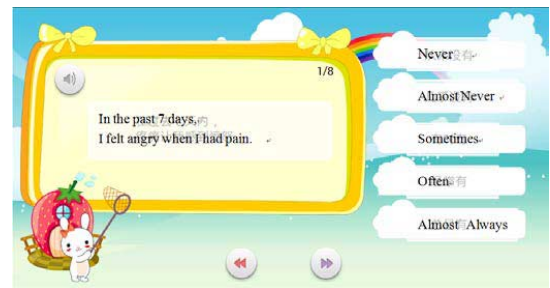 1/8
In the past 7 days,
I felt angry when I had pain.
Never
Almost Never
Sometimes
Often
Almost Always